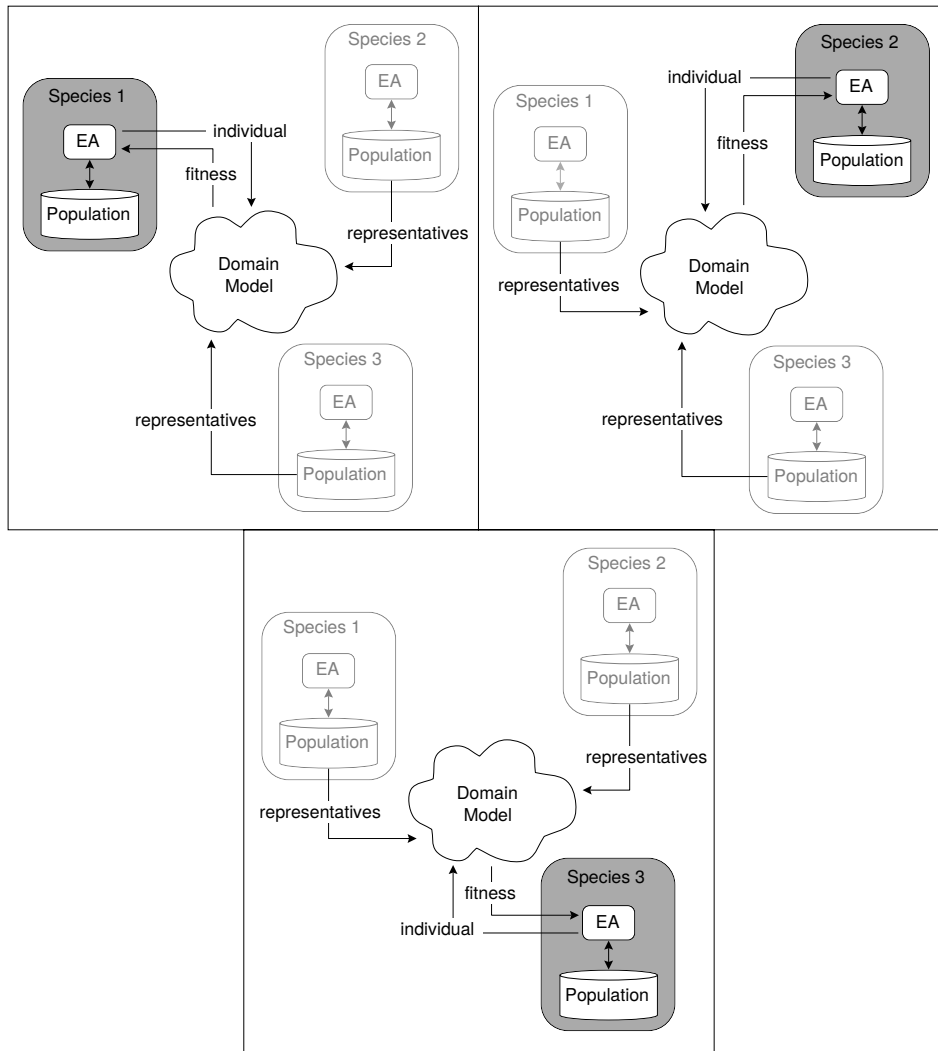 Species 2
EA
Population
Species 1
EA
Population
individual
fitness
representatives
Domain
Model
Species 3
EA
Population
representatives
Species 2
EA
Population
individual
fitness
Species 1
EA
Population
representatives
Domain
Model
Species 3
EA
Population
representatives
Species 2
EA
Population
representatives
Species 1
EA
Population
representatives
Domain
Model
fitness
individual
Species 3
EA
Population